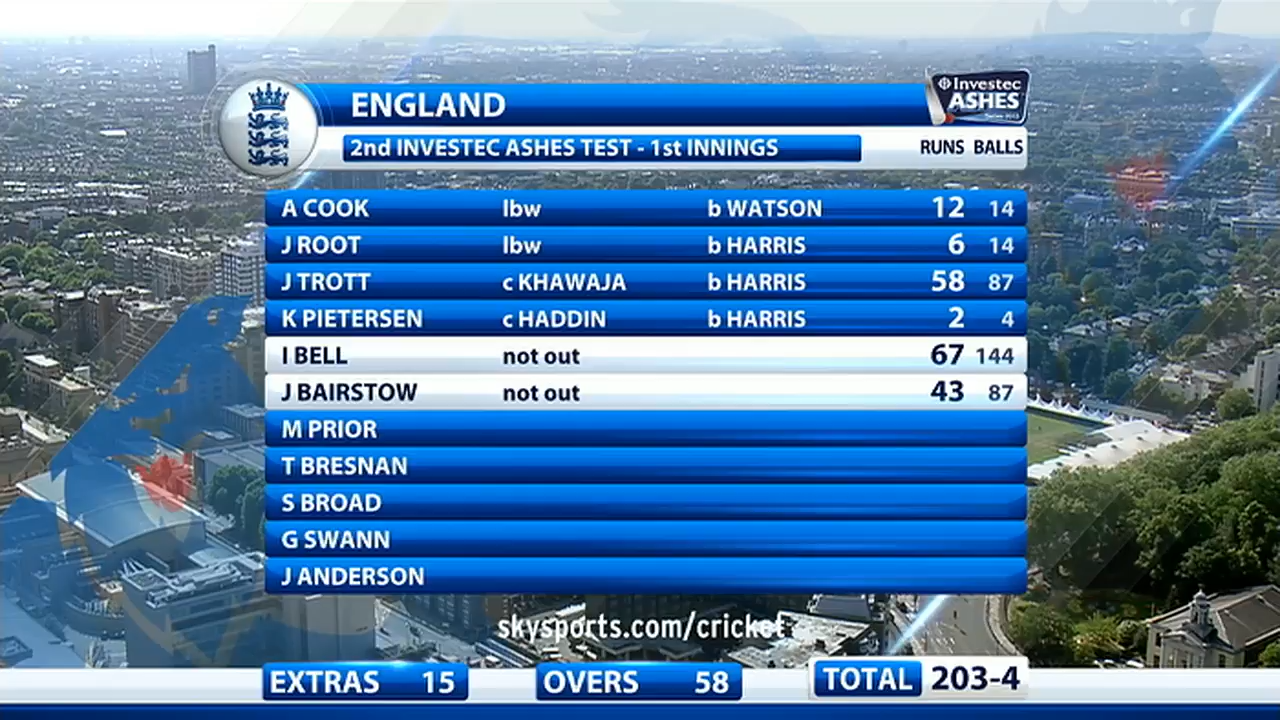 ENGLAND
Investec
ASHES
2nd INVESTEC ASHES TEST - 1st INNINGS RUNS BALLS
A COOK lbw b WATSON 12 14
J ROOT lbw b HARRIS 6 14
J TROTT c KHAWAJA b HARRIS 58 87
K PIETERSEN c HADDIN b HARRIS 2 4
I BELL not out 67 144
J BAIRSTOW not out 43 87
M PRIOR
T BRESNAN
S BROAD
G SWANN
J ANDERSON
skysports.com/cricket
EXTRAS 15 OVERS 58 TOTAL 203-4